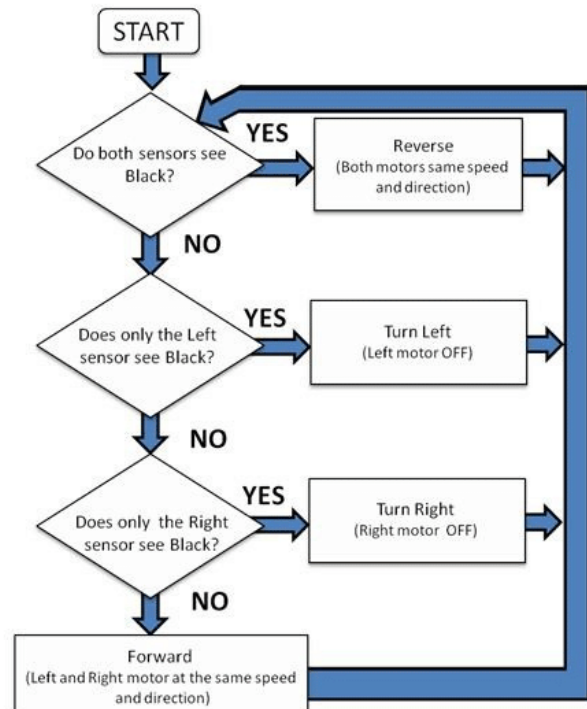 START
Do both sensors see
Black?
YES
Reverse
(Both motors same speed
and direction)
NO
Does only the Left
sensor see Black?
YES
Turn Left
(Left motor OFF)
NO
Does only the Right
sensor see Black?
YES
Turn Right
(Right motor OFF)
NO
Forward
(Left and Right motor at the same speed
and direction)